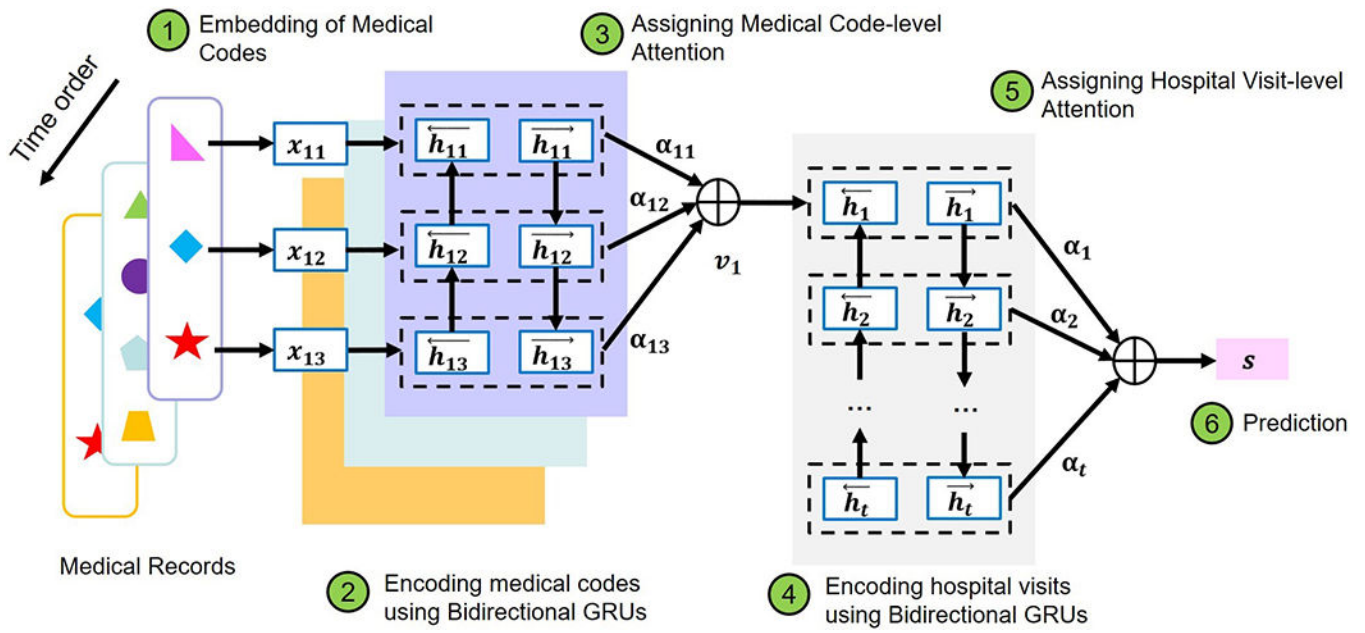 1 Embedding of Medical
Codes
3 Assigning Medical Code-level
Attention
5 Assigning Hospital Visit-level
Attention
Time order
x₁₁
x₁₂
x₁₃
←h₁₁ →h₁₁
←h₁₂ →h₁₂
←h₁₃ →h₁₃
α₁₁
α₁₂
α₁₃
v₁
←h₁ →h₁
←h₂ →h₂
... ...
←hₜ →hₜ
α₁
α₂
αₜ
s
6 Prediction
Medical Records
2 Encoding medical codes
using Bidirectional GRUs
4 Encoding hospital visits
using Bidirectional GRUs